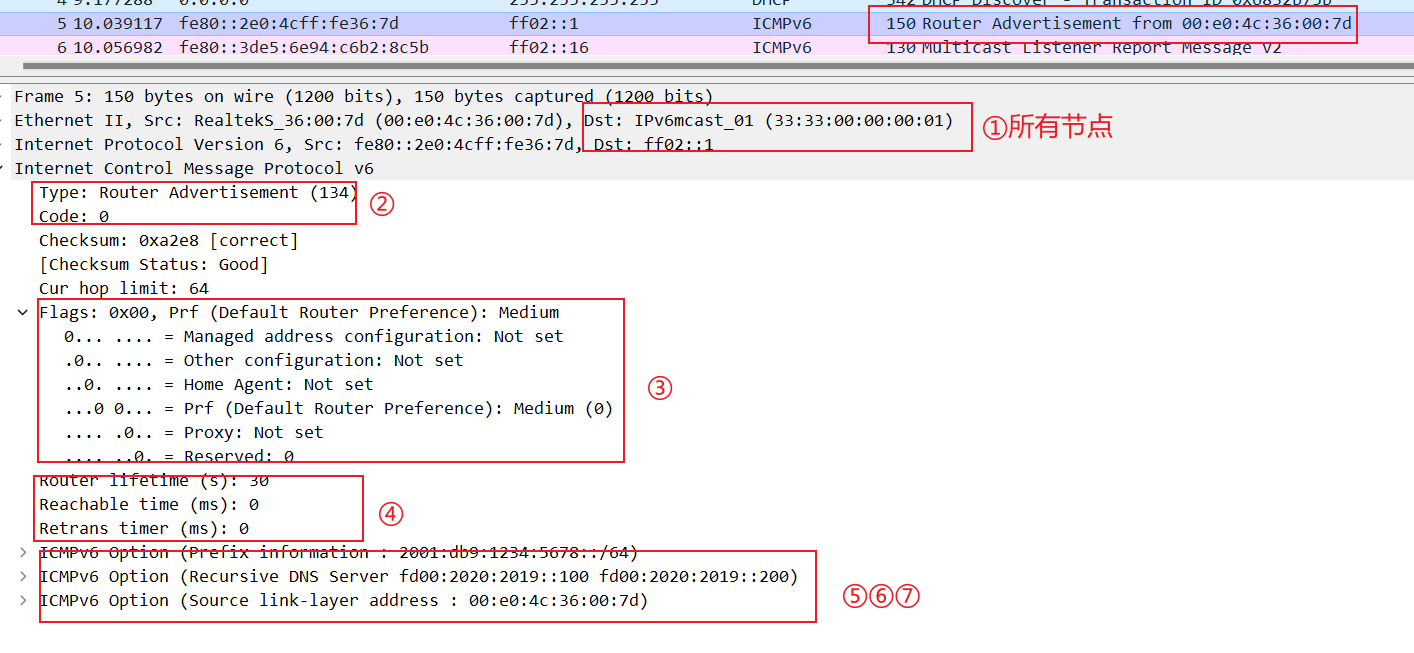 4 9.177288 0.0.0.0 255.255.255.255 DHCP 342 DHCP Discover - Transaction ID 0x6832b75b
5 10.039117 fe80::2e0:4cff:fe36:7d ff02::1 ICMPv6 150 Router Advertisement from 00:e0:4c:36:00:7d
6 10.056982 fe80::3de5:6e94:c6b2:8c5b ff02::16 ICMPv6 130 Multicast Listener Report Message v2
Frame 5: 150 bytes on wire (1200 bits), 150 bytes captured (1200 bits)
Ethernet II, Src: RealtekS_36:00:7d (00:e0:4c:36:00:7d), Dst: IPv6mcast_01 (33:33:00:00:00:01)
①所有节点
Internet Protocol Version 6, Src: fe80::2e0:4cff:fe36:7d, Dst: ff02::1
Internet Control Message Protocol v6
Type: Router Advertisement (134)
②
Code: 0
Checksum: 0xa2e8 [correct]
[Checksum Status: Good]
Cur hop limit: 64
Flags: 0x00, Prf (Default Router Preference): Medium
0... .... = Managed address configuration: Not set
.0.. .... = Other configuration: Not set
..0. .... = Home Agent: Not set
③
...0 0... = Prf (Default Router Preference): Medium (0)
.... .0.. = Proxy: Not set
.... ..0. = Reserved: 0
Router lifetime (s): 30
Reachable time (ms): 0
④
Retrans timer (ms): 0
ICMPv6 Option (Prefix information : 2001:db9:1234:5678::/64)
ICMPv6 Option (Recursive DNS Server fd00:2020:2019::100 fd00:2020:2019::200)
⑤⑥⑦
ICMPv6 Option (Source link-layer address : 00:e0:4c:36:00:7d)